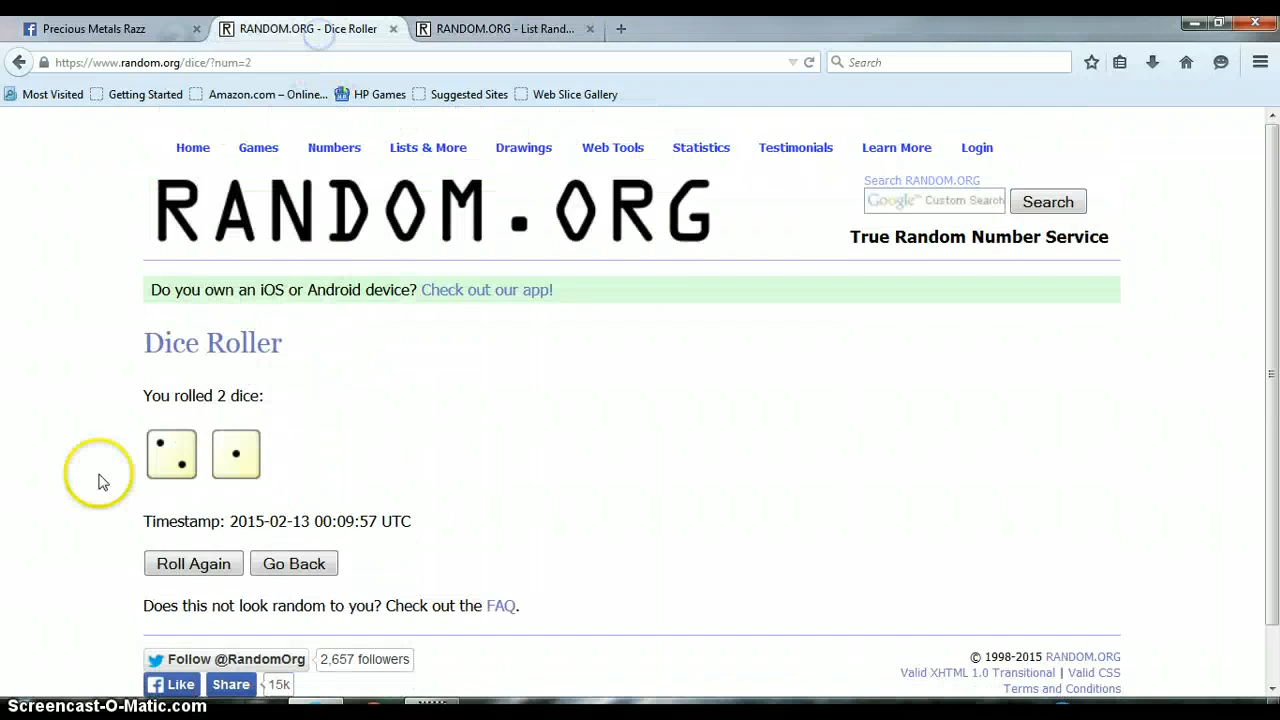 Precious Metals Razz
RANDOM.ORG - Dice Roller
RANDOM.ORG - List Rand...
https://www.random.org/dice/?num=2
Search
Most Visited
Getting Started
Amazon.com – Online...
HP Games
Suggested Sites
Web Slice Gallery
Home
Games
Numbers
Lists & More
Drawings
Web Tools
Statistics
Testimonials
Learn More
Login
RANDOM.ORG
Search RANDOM.ORG
Google™ Custom Search
Search
True Random Number Service
Do you own an iOS or Android device? Check out our app!
Dice Roller
You rolled 2 dice:
Timestamp: 2015-02-13 00:09:57 UTC
Roll Again
Go Back
Does this not look random to you? Check out the FAQ.
Follow @RandomOrg
2,657 followers
Like
Share
15k
© 1998-2015 RANDOM.ORG
Valid XHTML 1.0 Transitional | Valid CSS
Terms and Conditions
Screencast-O-Matic.com